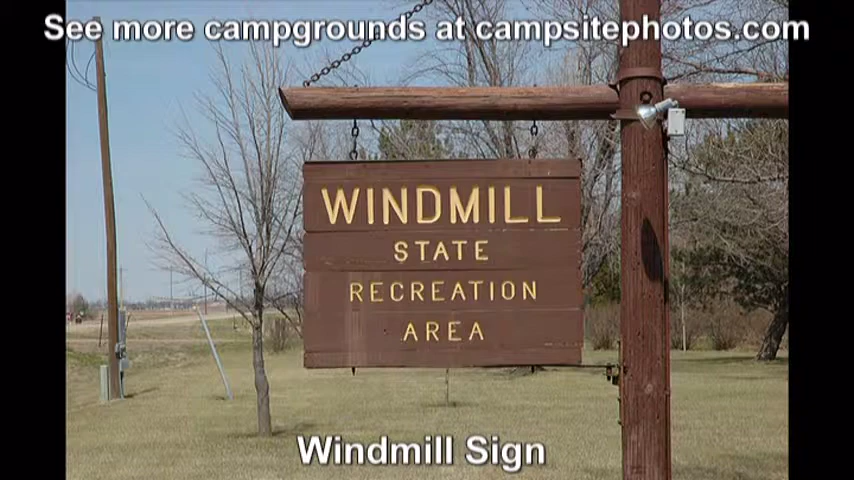 See more campgrounds at campsitephotos.com
WINDMILL
STATE
RECREATION
AREA
Windmill Sign